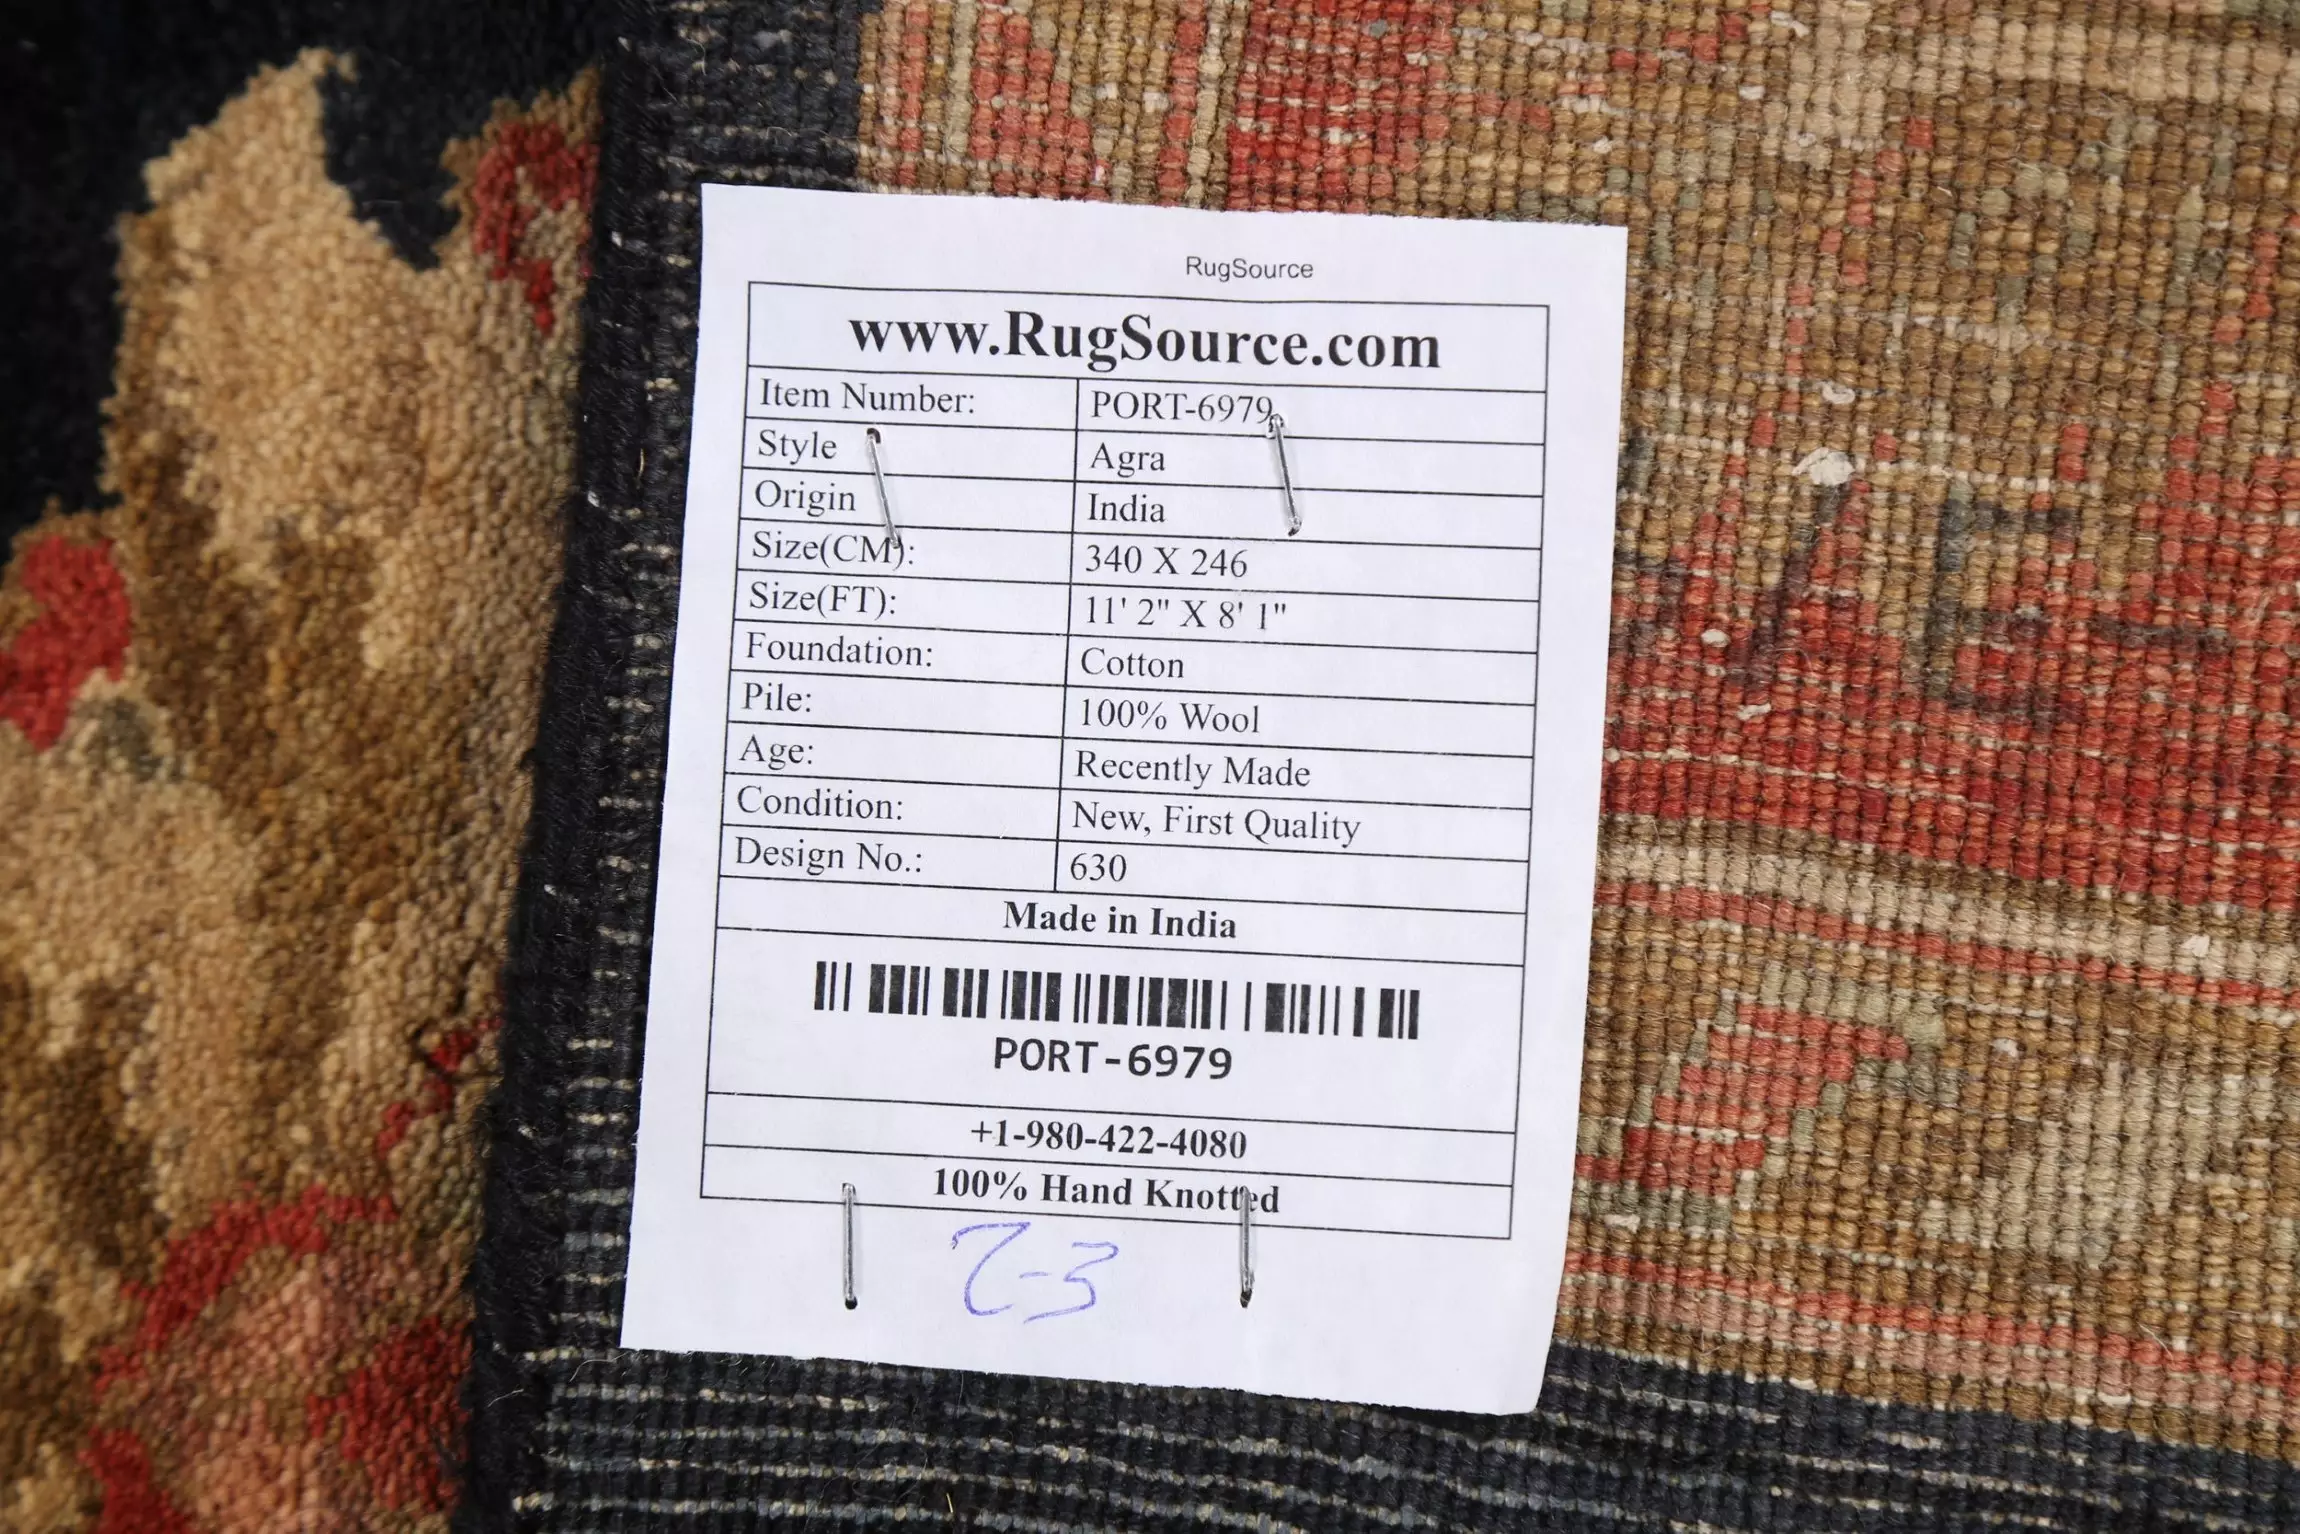 RugSource
www.RugSource.com
Item Number: PORT-6979
Style Agra
Origin India
Size(CM): 340 X 246
Size(FT): 11' 2" X 8' 1"
Foundation: Cotton
Pile: 100% Wool
Age: Recently Made
Condition: New, First Quality
Design No.: 630
Made in India
PORT-6979
+1-980-422-4080
100% Hand Knotted